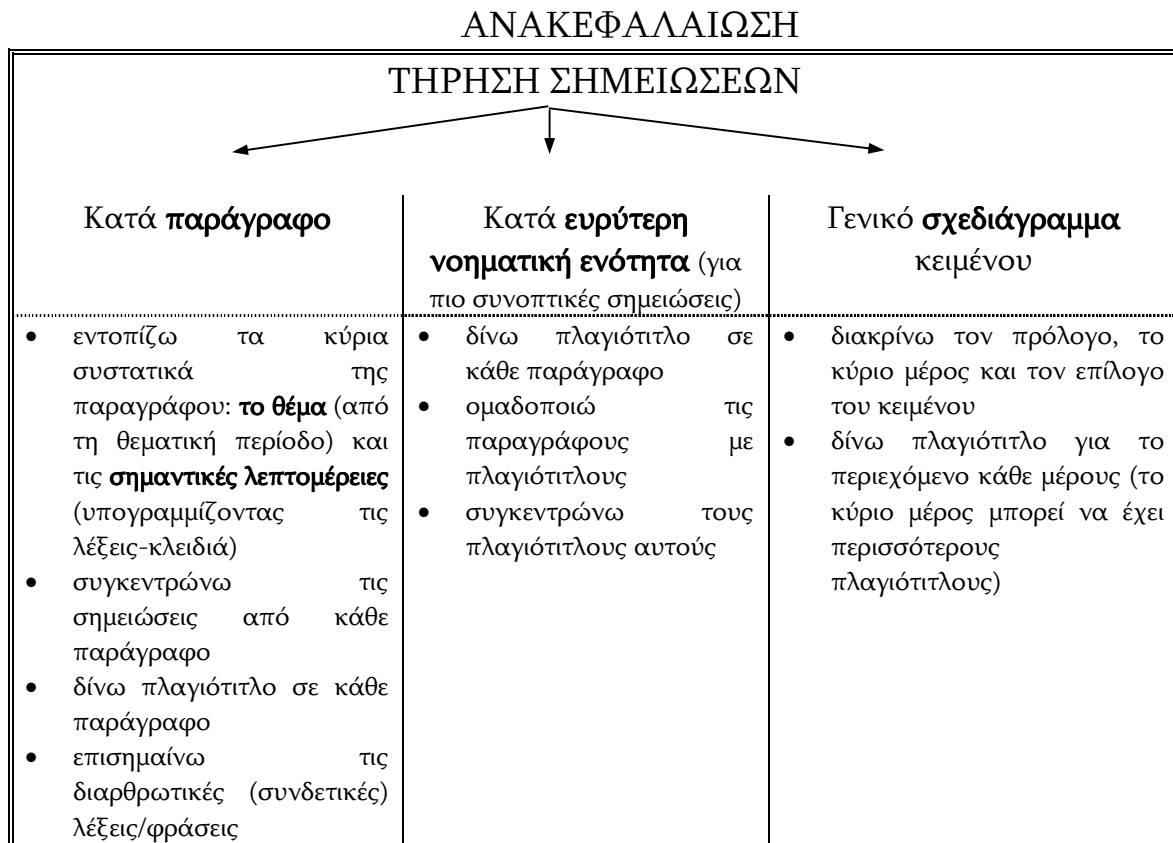 ΑΝΑΚΕΦΑΛΑΙΩΣΗ
ΤΗΡΗΣΗ ΣΗΜΕΙΩΣΕΩΝ
Κατά παράγραφο
Κατά ευρύτερη
νοηματική ενότητα (για
πιο συνοπτικές σημειώσεις)
Γενικό σχεδιάγραμμα
κειμένου
• εντοπίζω τα κύρια
συστατικά της
παραγράφου: το θέμα (από
τη θεματική περίοδο) και
τις σημαντικές λεπτομέρειες
(υπογραμμίζοντας τις
λέξεις-κλειδιά)
• συγκεντρώνω τις
σημειώσεις από κάθε
παράγραφο
• δίνω πλαγιότιτλο σε κάθε
παράγραφο
• επισημαίνω τις
διαρθρωτικές (συνδετικές)
λέξεις/φράσεις
• δίνω πλαγιότιτλο σε
κάθε παράγραφο
• ομαδοποιώ τις
παραγράφους με
πλαγιότιτλους
• συγκεντρώνω τους
πλαγιότιτλους αυτούς
• διακρίνω τον πρόλογο, το
κύριο μέρος και τον επίλογο
του κειμένου
• δίνω πλαγιότιτλο για το
περιεχόμενο κάθε μέρους (το
κύριο μέρος μπορεί να έχει
περισσότερους
πλαγιότιτλους)